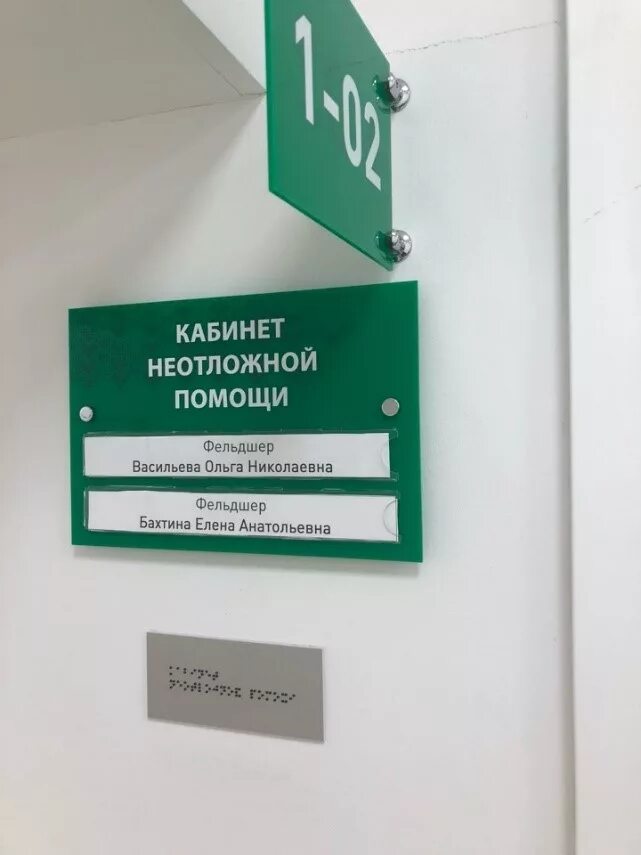 1-02
КАБИНЕТ
НЕОТЛОЖНОЙ
ПОМОЩИ
Фельдшер
Васильева Ольга Николаевна
Фельдшер
Бахтина Елена Анатольевна